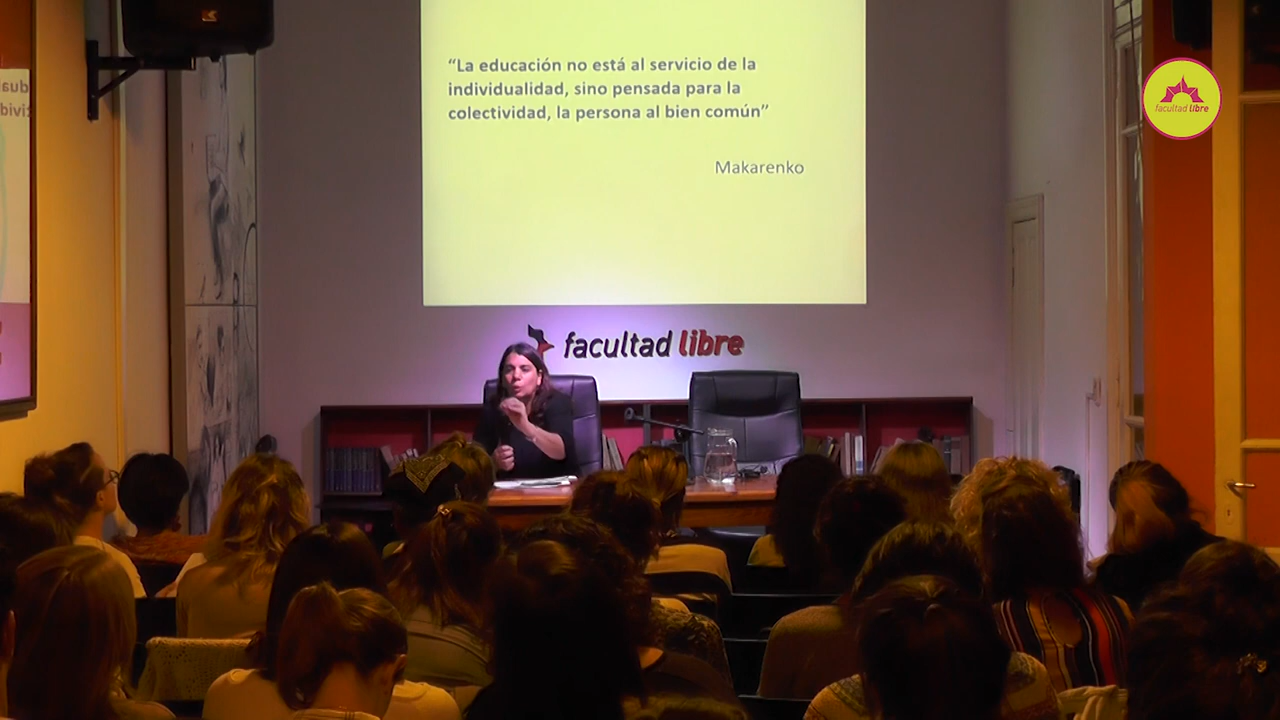 “La educación no está al servicio de la
individualidad, sino pensada para la
colectividad, la persona al bien común”
Makarenko
facultad libre
facultad libre